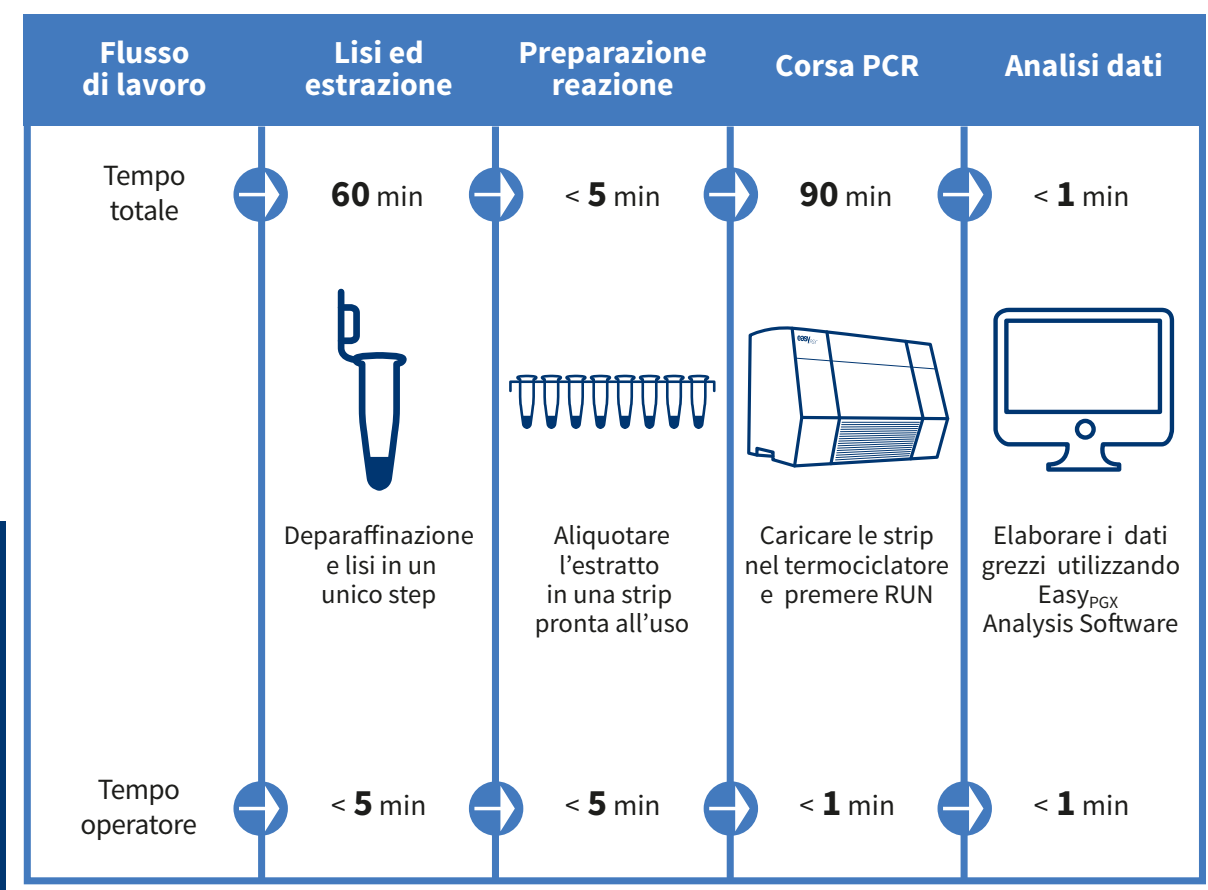 Flusso
di lavoro
Lisi ed
estrazione
Preparazione
reazione
Corsa PCR
Analisi dati
Tempo
totale
60 min
< 5 min
90 min
< 1 min
easy
Deparaffinazione
e lisi in un
unico step
Aliquotare
l'estratto
in una strip
pronta all'uso
Caricare le strip
nel termociclatore
e premere RUN
Elaborare i dati
grezzi utilizzando
EasyPGX
Analysis Software
Tempo
operatore
< 5 min
< 5 min
< 1 min
< 1 min